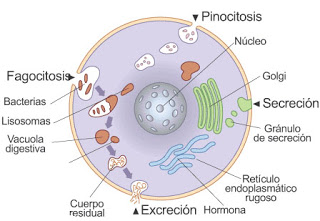 Pinocitosis
Núcleo
Fagocitosis
Golgi
Bacterias
Secreción
Lisosomas
Gránulo
de secreción
Vacuola
digestiva
Retículo
endoplasmático
rugoso
Cuerpo
residual
Excreción
Hormona